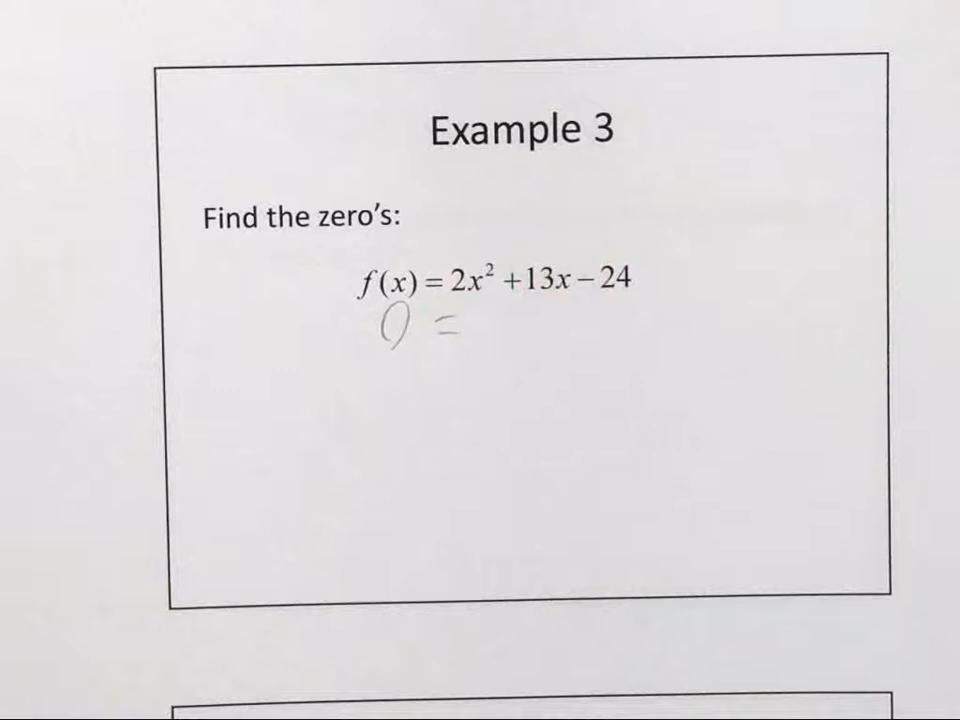 Example 3
Find the zero's:
f(x) = 2x² + 13x − 24
0 =